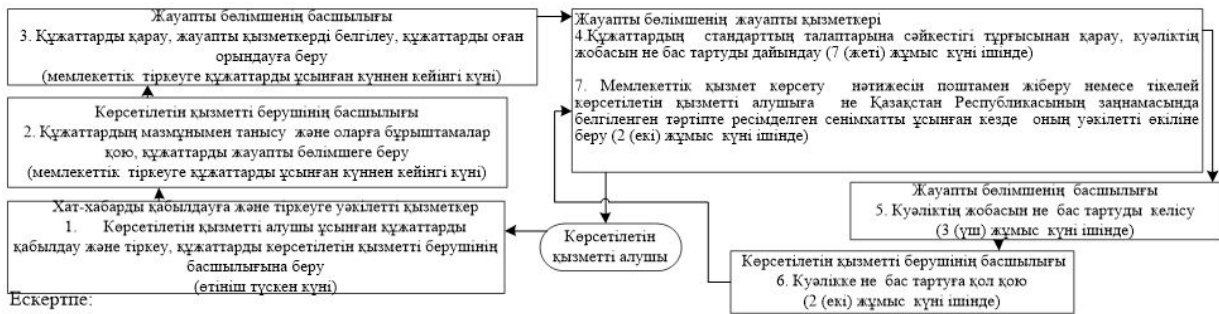 Жауапты бөлімшенің басшылығы
3. Құжаттарды қарау, жауапты қызметкерді белгілеу, құжаттарды оған
орындауға беру
(мемлекеттік тіркеуге құжаттарды ұсынған күннен кейінгі күні)
Көрсетілетін қызметті берушінің басшылығы
2. Құжаттардың мазмұнымен танысу және оларға бұрыштамалар
қою, құжаттарды жауапты бөлімшеге беру
(мемлекеттік тіркеуге құжаттарды ұсынған күннен кейінгі күні)
Хат-хабарды қабылдауға және тіркеуге уәкілетті қызметкер
1. Көрсетілетін қызметті алушы ұсынған құжаттарды
қабылдау және тіркеу, құжаттарды көрсетілетін қызметті берушінің
басшылығына беру
(өтініш түскен күні)
Ескертпе:
Көрсетілетін
қызметті алушы
Жауапты бөлімшенің жауапты қызметкері
4.Құжаттардың стандарттың талаптарына сәйкестігі тұрғысынан қарау, куәліктің
жобасын не бас тартуды дайындау (7 (жеті) жұмыс күні ішінде)
7. Мемлекеттік қызмет көрсету нәтижесін поштамен жіберу немесе тікелей
көрсетілетін қызметті алушыға не Қазақстан Республикасының заңнамасында
белгіленген тәртіпте ресімделген сенімхатты ұсынған кезде оның уәкілетті өкіліне
беру (2 (екі) жұмыс күні ішінде)
Жауапты бөлімшенің басшылығы
5. Куәліктің жобасын не бас тартуды келісу
(3 (үш) жұмыс күні ішінде)
Көрсетілетін қызметті берушінің басшылығы
6. Куәлікке не бас тартуға қол қою
(2 (екі) жұмыс күні ішінде)